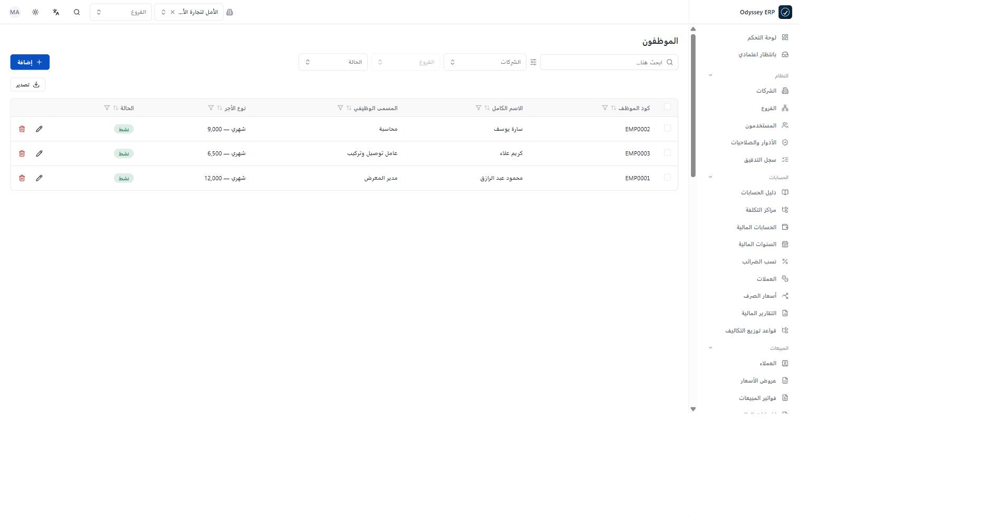 Odyssey ERP
الأمل لتجارة الأ...
الفروع
MA
لوحة التحكم
بانتظار اعتمادي
النظام
الشركات
الفروع
المستخدمون
الأدوار والصلاحيات
سجل التدقيق
الحسابات
دليل الحسابات
مراكز التكلفة
الحسابات المالية
السنوات المالية
نسب الضرائب
العملات
أسعار الصرف
التقارير المالية
قواعد توزيع التكاليف
المبيعات
العملاء
عروض الأسعار
فواتير المبيعات
الموظفون
ابحث هنا...
الشركات
الفروع
الحالة
إضافة
تصدير
كود الموظف الاسم الكامل المسمى الوظيفي نوع الأجر الحالة
EMP0002 سارة يوسف محاسبة شهري — 9,000 نشط
EMP0003 كريم علاء عامل توصيل وتركيب شهري — 6,500 نشط
EMP0001 محمود عبد الرازق مدير المعرض شهري — 12,000 نشط